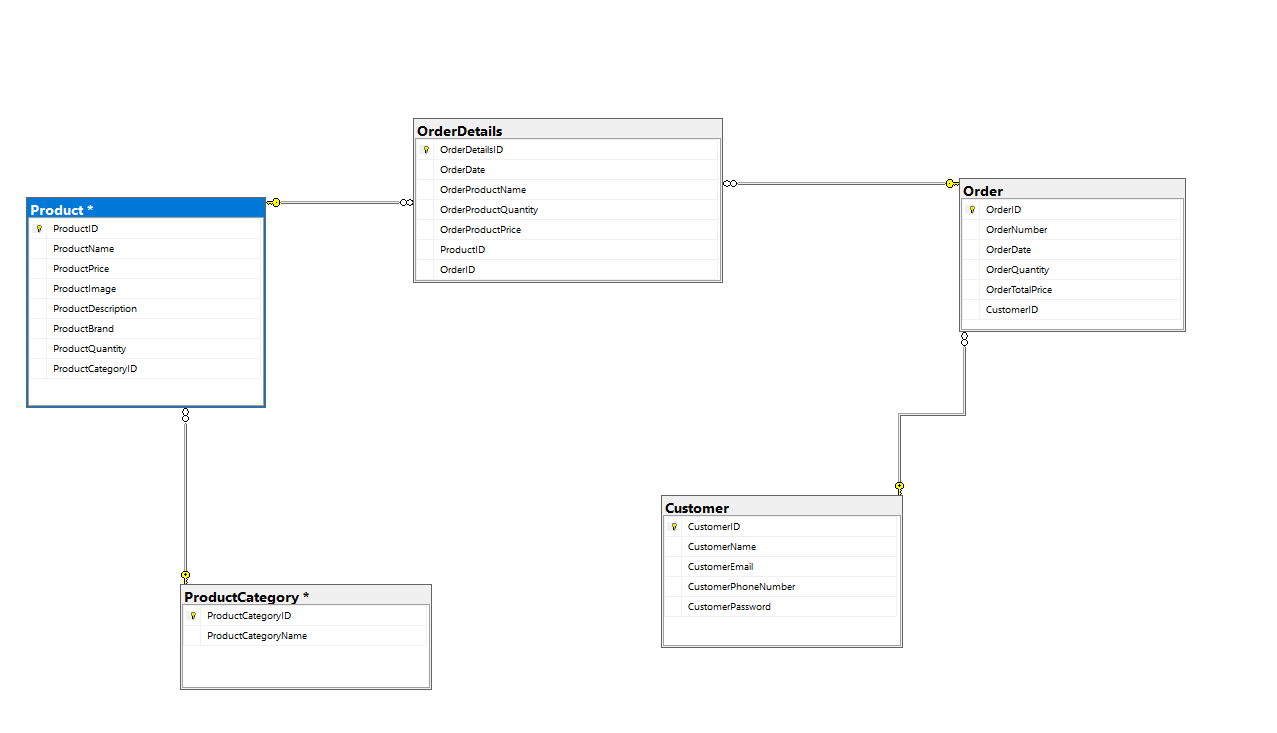 OrderDetails
OrderDetailsID
OrderDate
OrderProductName
OrderProductQuantity
OrderProductPrice
ProductID
OrderID
Order
OrderID
OrderNumber
OrderDate
OrderQuantity
OrderTotalPrice
CustomerID
Product *
ProductID
ProductName
ProductPrice
ProductImage
ProductDescription
ProductBrand
ProductQuantity
ProductCategoryID
Customer
CustomerID
CustomerName
CustomerEmail
CustomerPhoneNumber
CustomerPassword
ProductCategory *
ProductCategoryID
ProductCategoryName